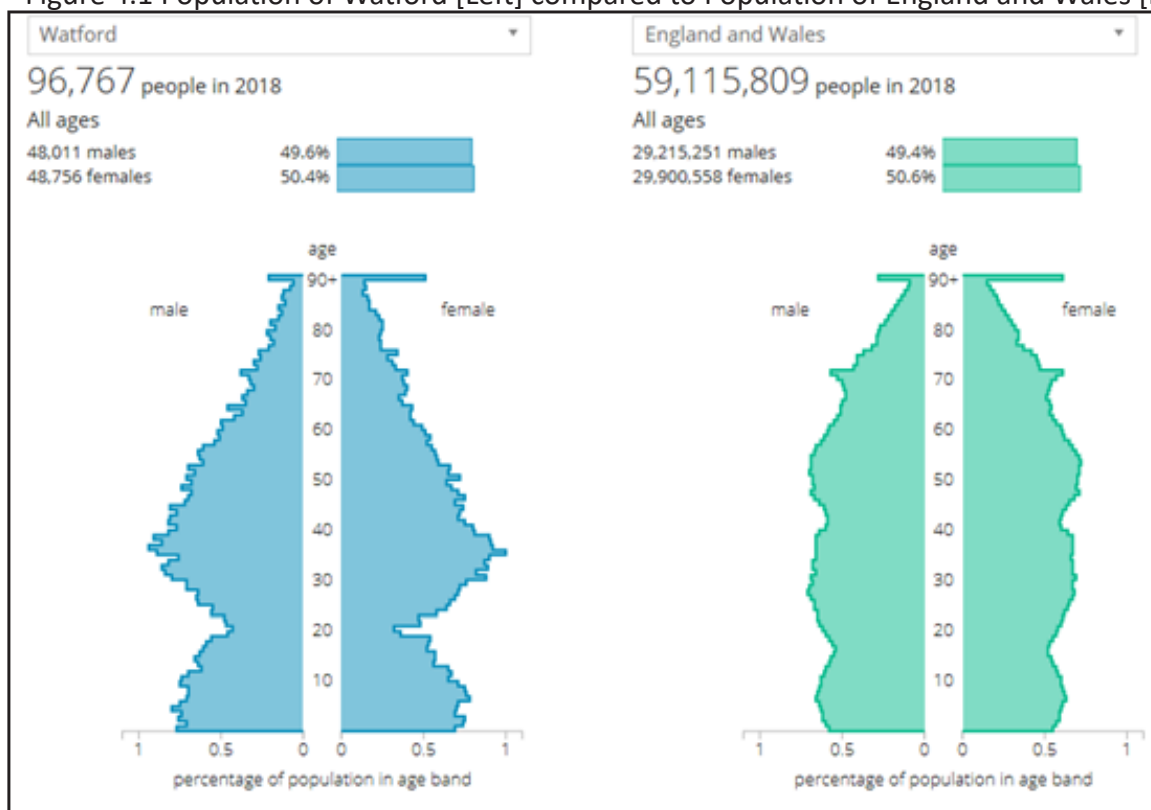 Figure 4.1 Population of Watford [Left] compared to Population of England and Wales
Watford
96,767 people in 2018
All ages
48,011 males 49.6%
48,756 females 50.4%
age
90+
male
female
80
70
60
50
40
30
20
10
1 0.5 0 0 0.5 1
percentage of population in age band
England and Wales
59,115,809 people in 2018
All ages
29,215,251 males 49.4%
29,900,558 females 50.6%
age
90+
male
female
80
70
60
50
40
30
20
10
1 0.5 0 0 0.5 1
percentage of population in age band